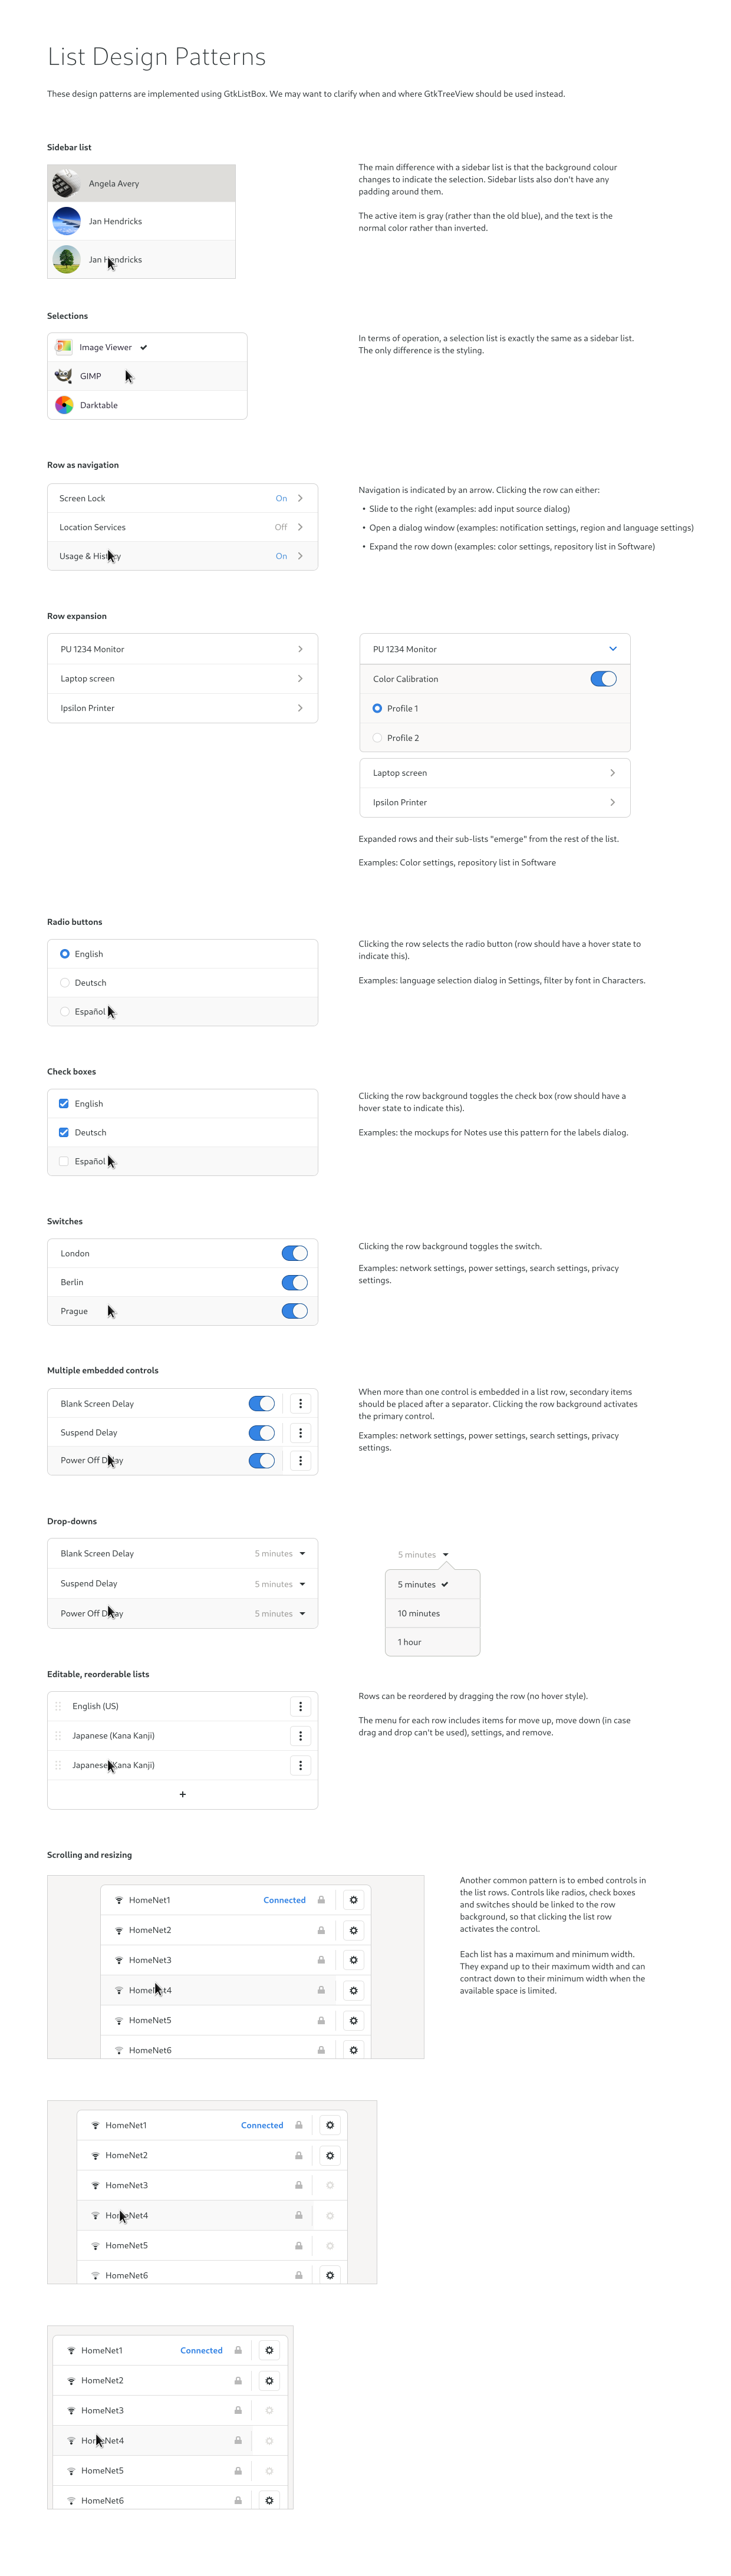 List Design Patterns
These design patterns are implemented using GtkListBox. We may want to clarify when and where GtkTreeView should be used instead.
Sidebar list
Angela Avery
Jan Hendricks
Jan Hendricks
The main difference with a sidebar list is that the background colour
changes to indicate the selection. Sidebar lists also don't have any
padding around them.
The active item is gray (rather than the old blue), and the text is the
normal color rather than inverted.
Selections
Image Viewer
GIMP
Darktable
In terms of operation, a selection list is exactly the same as a sidebar list.
The only difference is the styling.
Row as navigation
Screen Lock On
Location Services Off
Usage & History On
Navigation is indicated by an arrow. Clicking the row can either:
• Slide to the right (examples: add input source dialog)
• Open a dialog window (examples: notification settings, region and language settings)
• Expand the row down (examples: color settings, repository list in Software)
Row expansion
PU 1234 Monitor
Laptop screen
Ipsilon Printer
PU 1234 Monitor
Color Calibration
Profile 1
Profile 2
Laptop screen
Ipsilon Printer
Expanded rows and their sub-lists "emerge" from the rest of the list.
Examples: Color settings, repository list in Software
Radio buttons
English
Deutsch
Español
Clicking the row selects the radio button (row should have a hover state to
indicate this).
Examples: language selection dialog in Settings, filter by font in Characters.
Check boxes
English
Deutsch
Español
Clicking the row background toggles the check box (row should have a
hover state to indicate this).
Examples: the mockups for Notes use this pattern for the labels dialog.
Switches
London
Berlin
Prague
Clicking the row background toggles the switch.
Examples: network settings, power settings, search settings, privacy
settings.
Multiple embedded controls
Blank Screen Delay
Suspend Delay
Power Off Delay
When more than one control is embedded in a list row, secondary items
should be placed after a separator. Clicking the row background activates
the primary control.
Examples: network settings, power settings, search settings, privacy
settings.
Drop-downs
Blank Screen Delay 5 minutes
Suspend Delay 5 minutes
Power Off Delay 5 minutes
5 minutes
5 minutes
10 minutes
1 hour
Editable, reorderable lists
English (US)
Japanese (Kana Kanji)
Japanese (Kana Kanji)
+
Rows can be reordered by dragging the row (no hover style).
The menu for each row includes items for move up, move down (in case
drag and drop can't be used), settings, and remove.
Scrolling and resizing
HomeNet1 Connected
HomeNet2
HomeNet3
HomeNet4
HomeNet5
HomeNet6
Another common pattern is to embed controls in
the list rows. Controls like radios, check boxes
and switches should be linked to the row
background, so that clicking the list row
activates the control.
Each list has a maximum and minimum width.
They expand up to their maximum width and can
contract down to their minimum width when the
available space is limited.
HomeNet1 Connected
HomeNet2
HomeNet3
HomeNet4
HomeNet5
HomeNet6
HomeNet1 Connected
HomeNet2
HomeNet3
HomeNet4
HomeNet5
HomeNet6